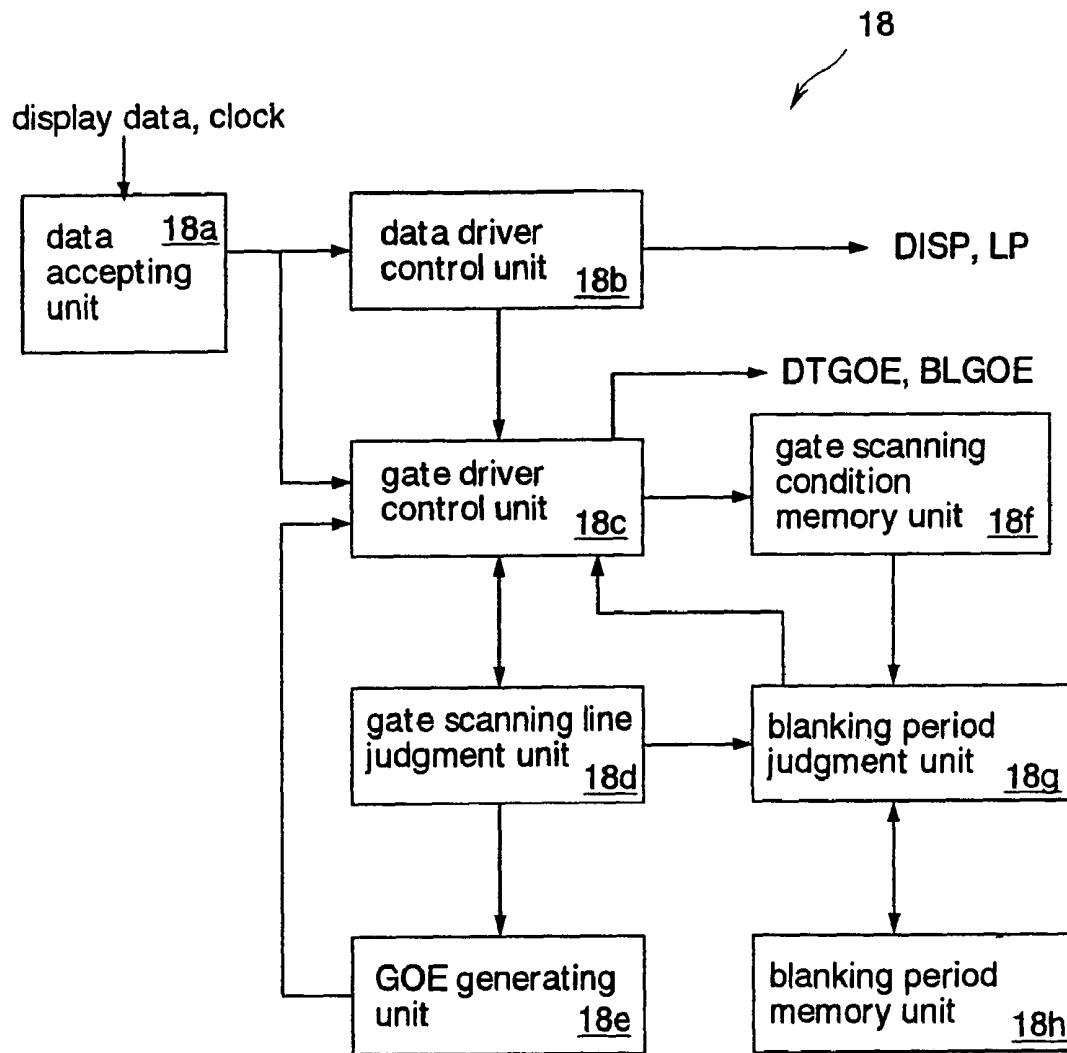 18
display data, clock
data
accepting
unit
18a
data driver
control unit
18b
DISP, LP
DTGOE, BLGOE
gate driver
control unit
18c
gate scanning
condition
memory unit
18f
gate scanning line
judgment unit
18d
blanking period
judgment unit
18g
GOE generating
unit
18e
blanking period
memory unit
18h